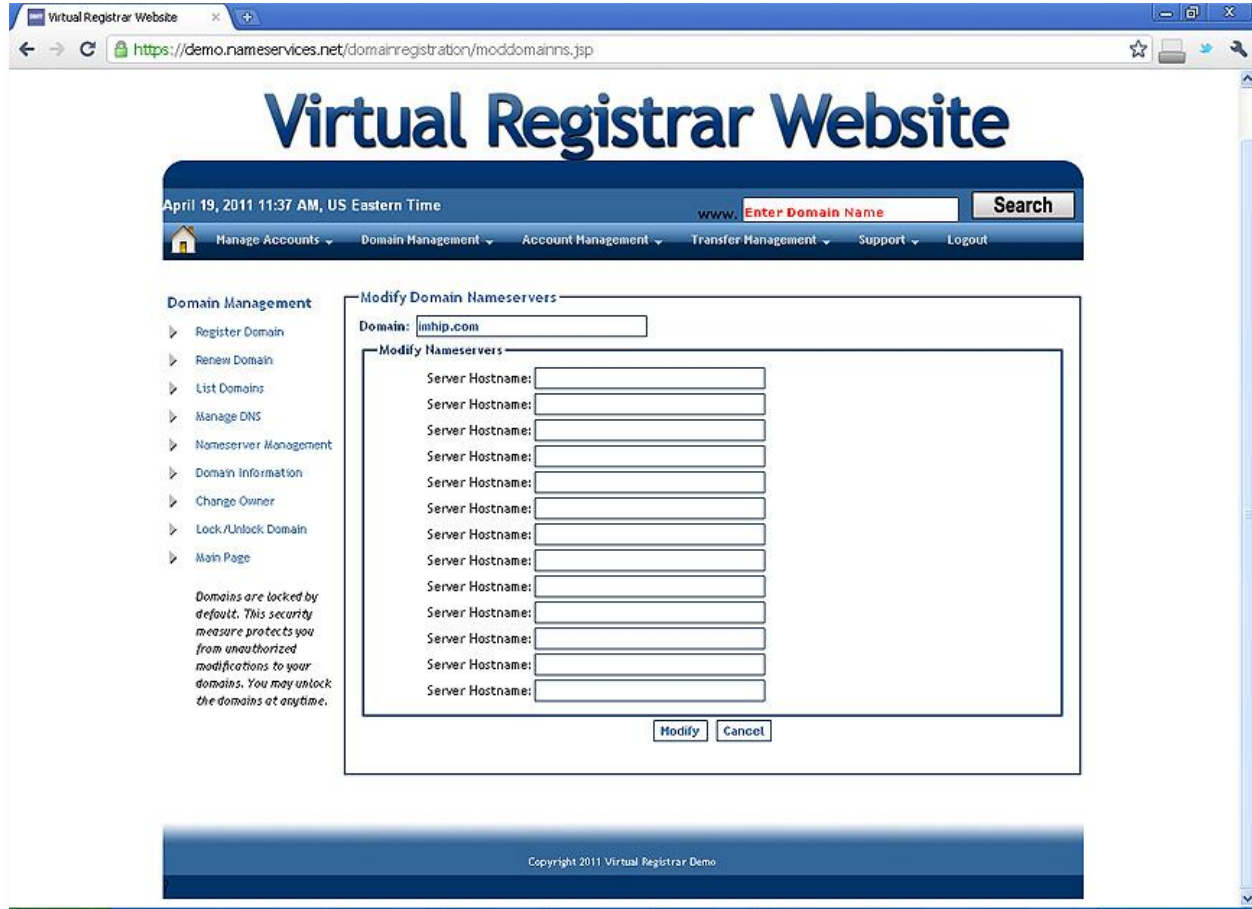 Virtual Registrar Website
https://demo.nameservices.net/domainregistration/moddomainns.jsp
Virtual Registrar Website
April 19, 2011 11:37 AM, US Eastern Time
www. Enter Domain Name Search
Manage Accounts Domain Management Account Management Transfer Management Support Logout
Domain Management
Register Domain
Renew Domain
List Domains
Manage DNS
Nameserver Management
Domain Information
Change Owner
Lock/Unlock Domain
Main Page
Domains are locked by
default. This security
measure protects you
from unauthorized
modifications to your
domains. You may unlock
the domains at anytime.
Modify Domain Nameservers
Domain: imhip.com
Modify Nameservers
Server Hostname:
Server Hostname:
Server Hostname:
Server Hostname:
Server Hostname:
Server Hostname:
Server Hostname:
Server Hostname:
Server Hostname:
Server Hostname:
Server Hostname:
Server Hostname:
Server Hostname:
Modify Cancel
Copyright 2011 Virtual Registrar Demo